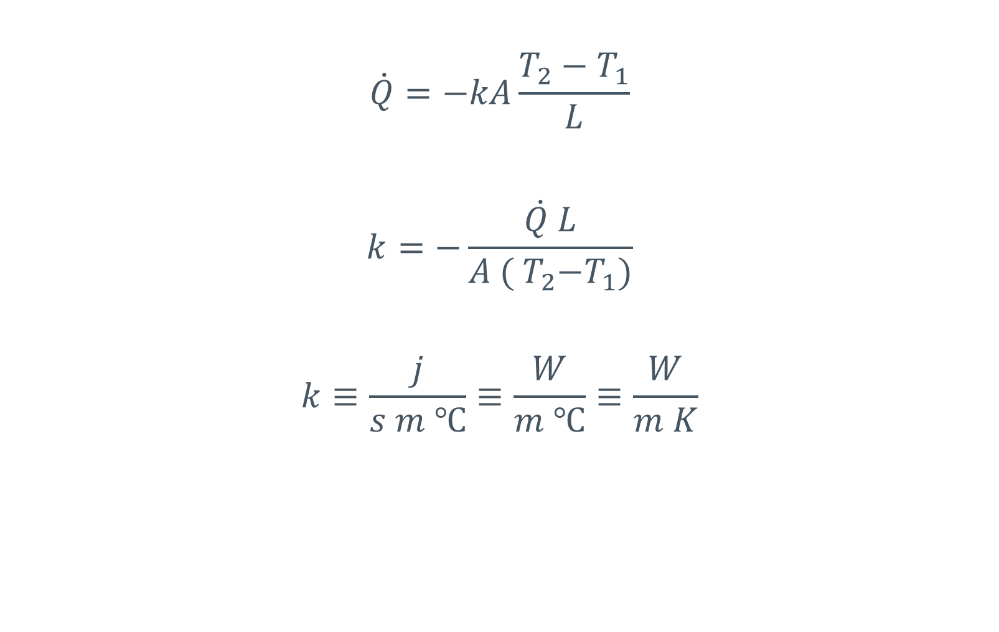 Q̇ = −kA (T₂ − T₁)/L
k = − (Q̇ L)/(A ( T₂−T₁))
k ≡ j/(s m °C) ≡ W/(m °C) ≡ W/(m K)